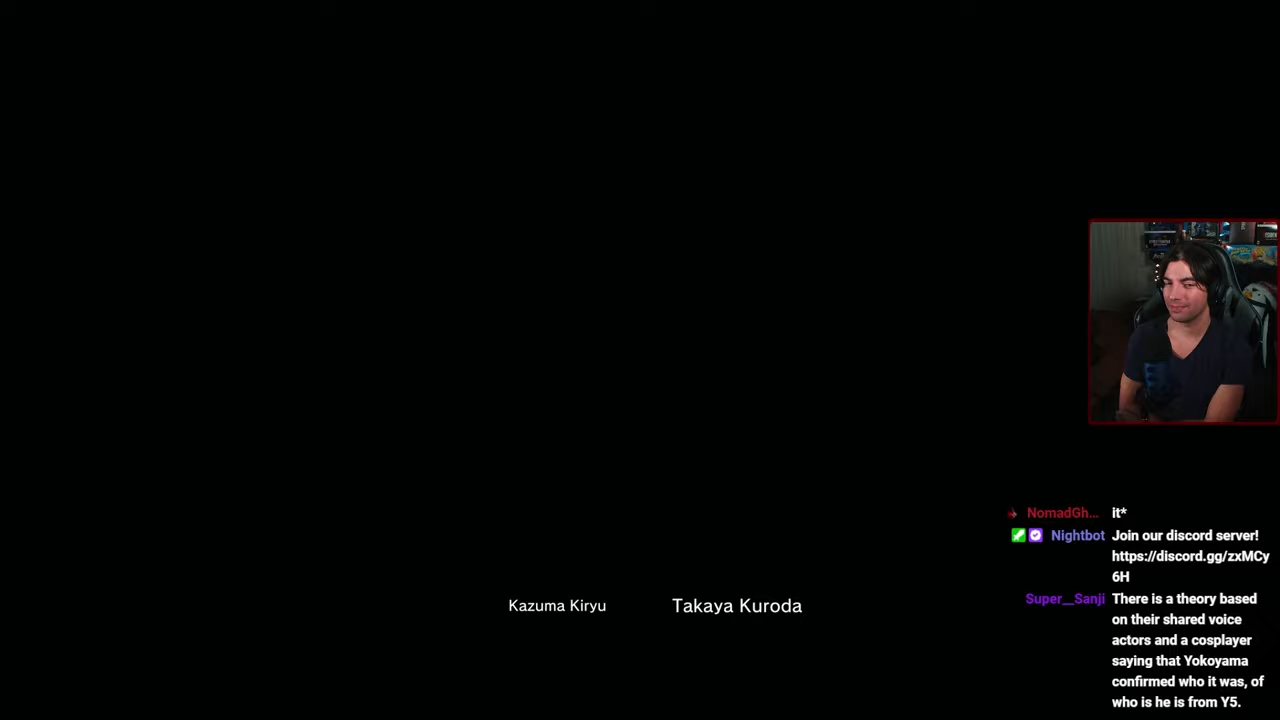 NomadGh... it*
Nightbot Join our discord server!
https://discord.gg/zxMCy
6H
Super__Sanji There is a theory based
on their shared voice
actors and a cosplayer
saying that Yokoyama
confirmed who it was, of
who is he is from Y5.
Kazuma Kiryu Takaya Kuroda